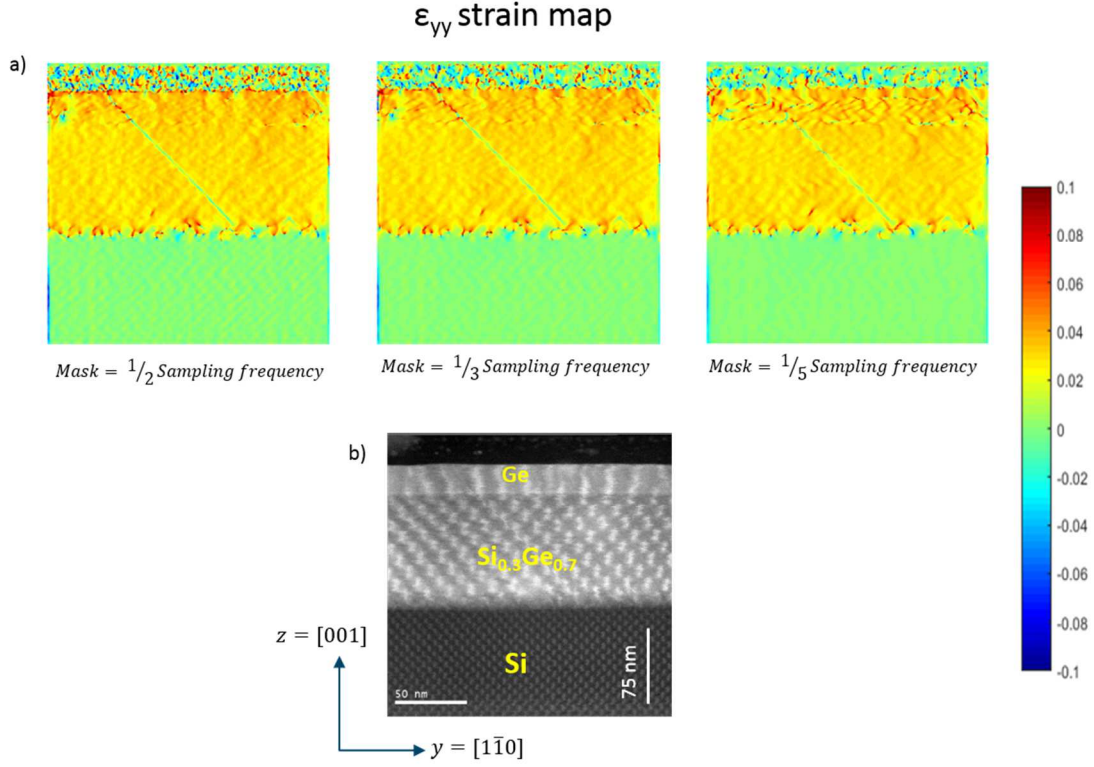 εyy strain map
a)
Mask = 1/2 Sampling frequency
Mask = 1/3 Sampling frequency
Mask = 1/5 Sampling frequency
0.1
0.08
0.06
0.04
0.02
0
-0.02
-0.04
-0.06
-0.08
-0.1
b)
Ge
Si0.3Ge0.7
Si
50 nm
75 nm
z = [001]
y = [11̅0]